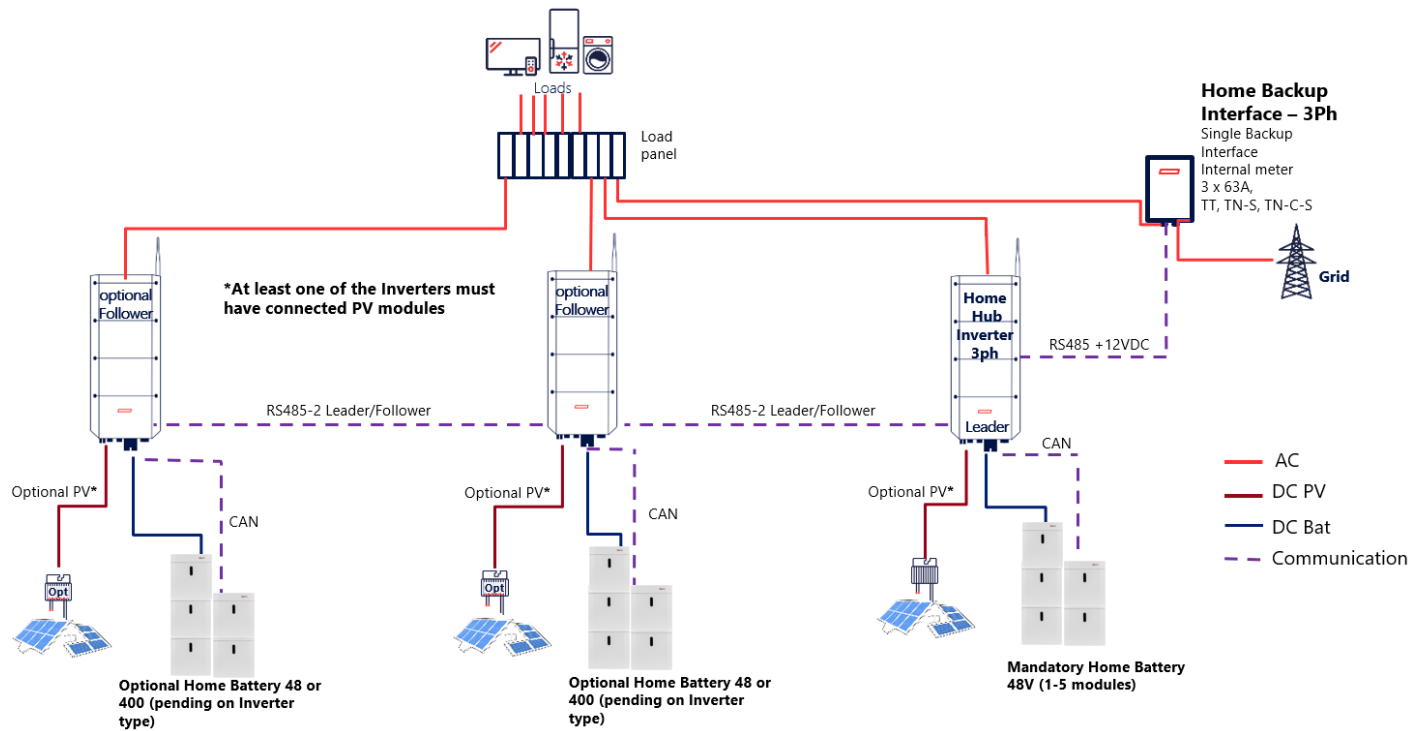 Loads
Load
panel
Home Backup
Interface – 3Ph
Single Backup
Interface
Internal meter
3 x 63A,
TT, TN-S, TN-C-S
Grid
optional
Follower
*At least one of the Inverters must
have connected PV modules
optional
Follower
Home
Hub
Inverter
3ph
Leader
RS485 +12VDC
RS485-2 Leader/Follower
RS485-2 Leader/Follower
CAN
Optional PV*
CAN
Optional PV*
CAN
Optional PV*
AC
DC PV
DC Bat
Communication
Opt
Opt
Optional Home Battery 48 or
400 (pending on Inverter
type)
Optional Home Battery 48 or
400 (pending on Inverter
type)
Mandatory Home Battery
48V (1-5 modules)